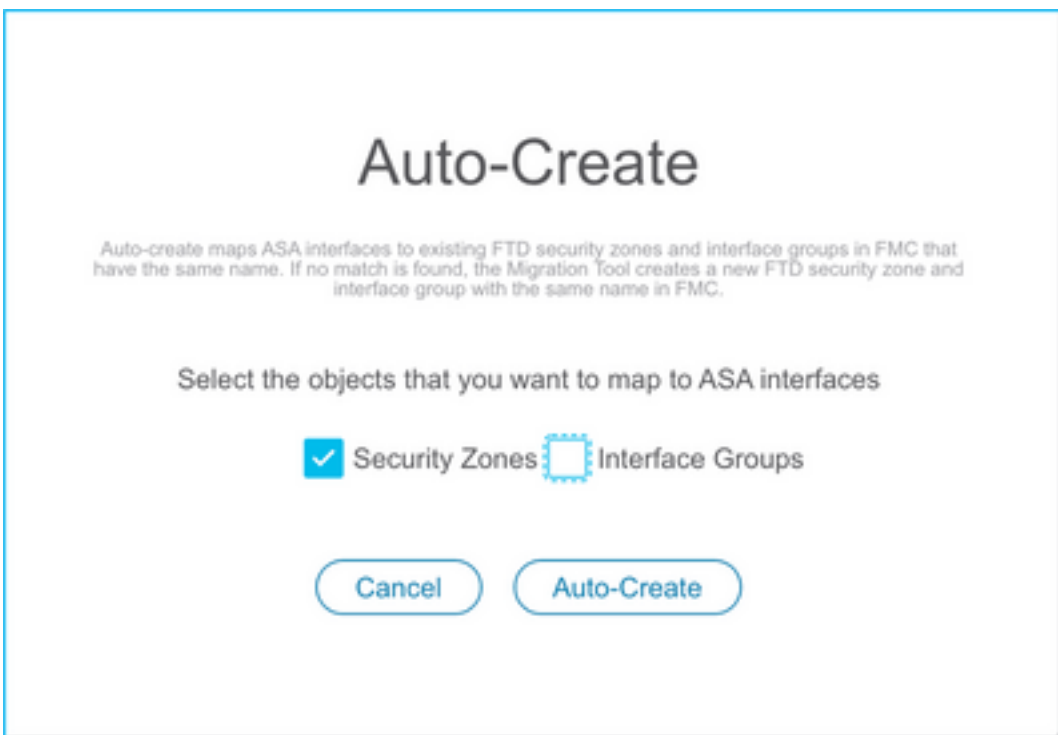 Auto-Create
Auto-create maps ASA interfaces to existing FTD security zones and interface groups in FMC that
have the same name. If no match is found, the Migration Tool creates a new FTD security zone and
interface group with the same name in FMC.
Select the objects that you want to map to ASA interfaces
Security Zones Interface Groups
Cancel Auto-Create